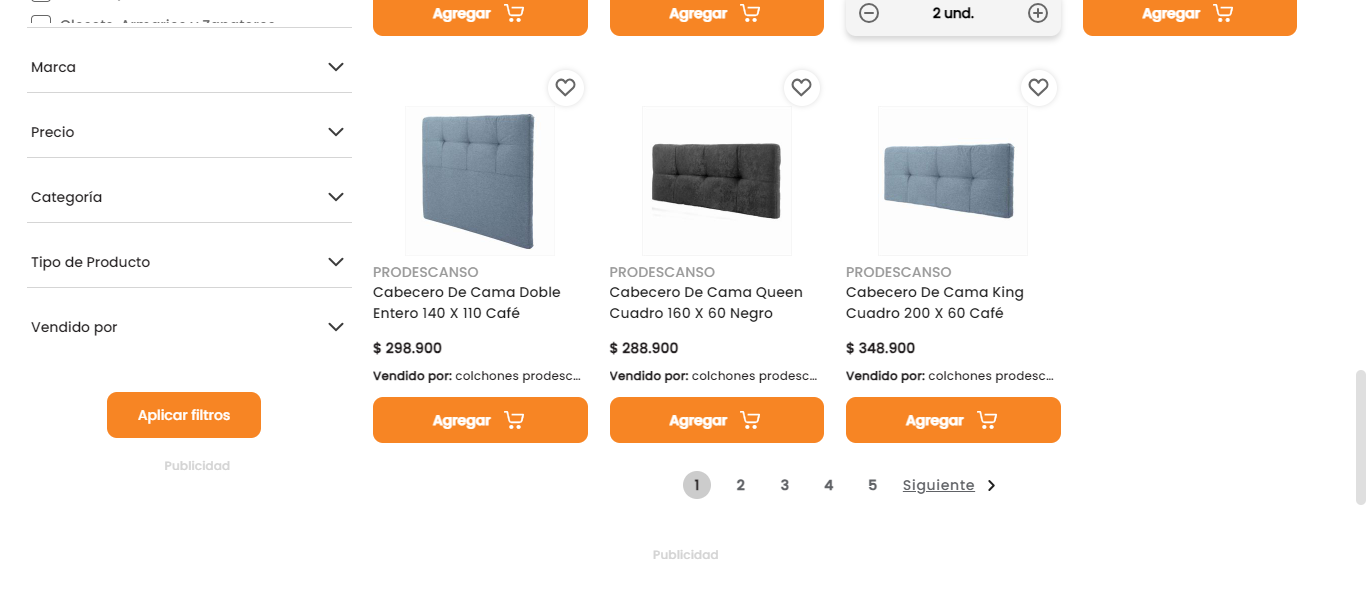 Agregar
Agregar
2 und.
Agregar
Marca
Precio
Categoría
Tipo de Producto
Vendido por
Aplicar filtros
Publicidad
PRODESCANSO
Cabecero De Cama Doble
Entero 140 X 110 Café
$ 298.900
Vendido por: colchones prodesc...
Agregar
PRODESCANSO
Cabecero De Cama Queen
Cuadro 160 X 60 Negro
$ 288.900
Vendido por: colchones prodesc...
Agregar
PRODESCANSO
Cabecero De Cama King
Cuadro 200 X 60 Café
$ 348.900
Vendido por: colchones prodesc...
Agregar
1 2 3 4 5 Siguiente
Publicidad